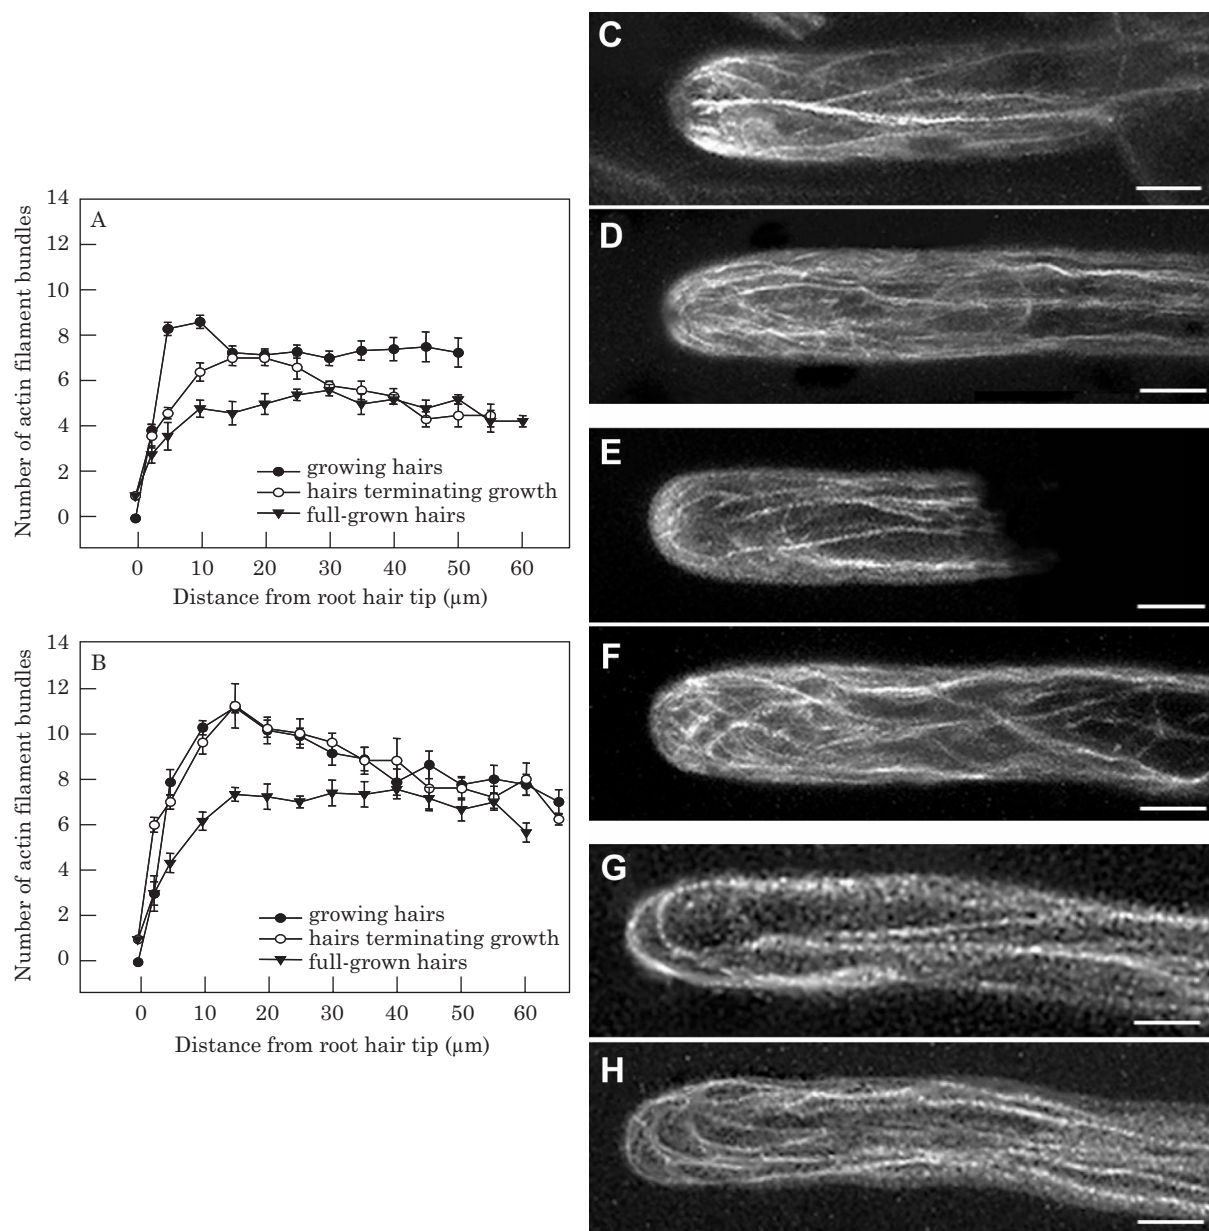 A
Number of actin filament bundles
14
12
10
8
6
4
2
0
growing hairs
hairs terminating growth
full-grown hairs
0 10 20 30 40 50 60
Distance from root hair tip (µm)
B
Number of actin filament bundles
14
12
10
8
6
4
2
0
growing hairs
hairs terminating growth
full-grown hairs
0 10 20 30 40 50 60
Distance from root hair tip (µm)
C
D
E
F
G
H